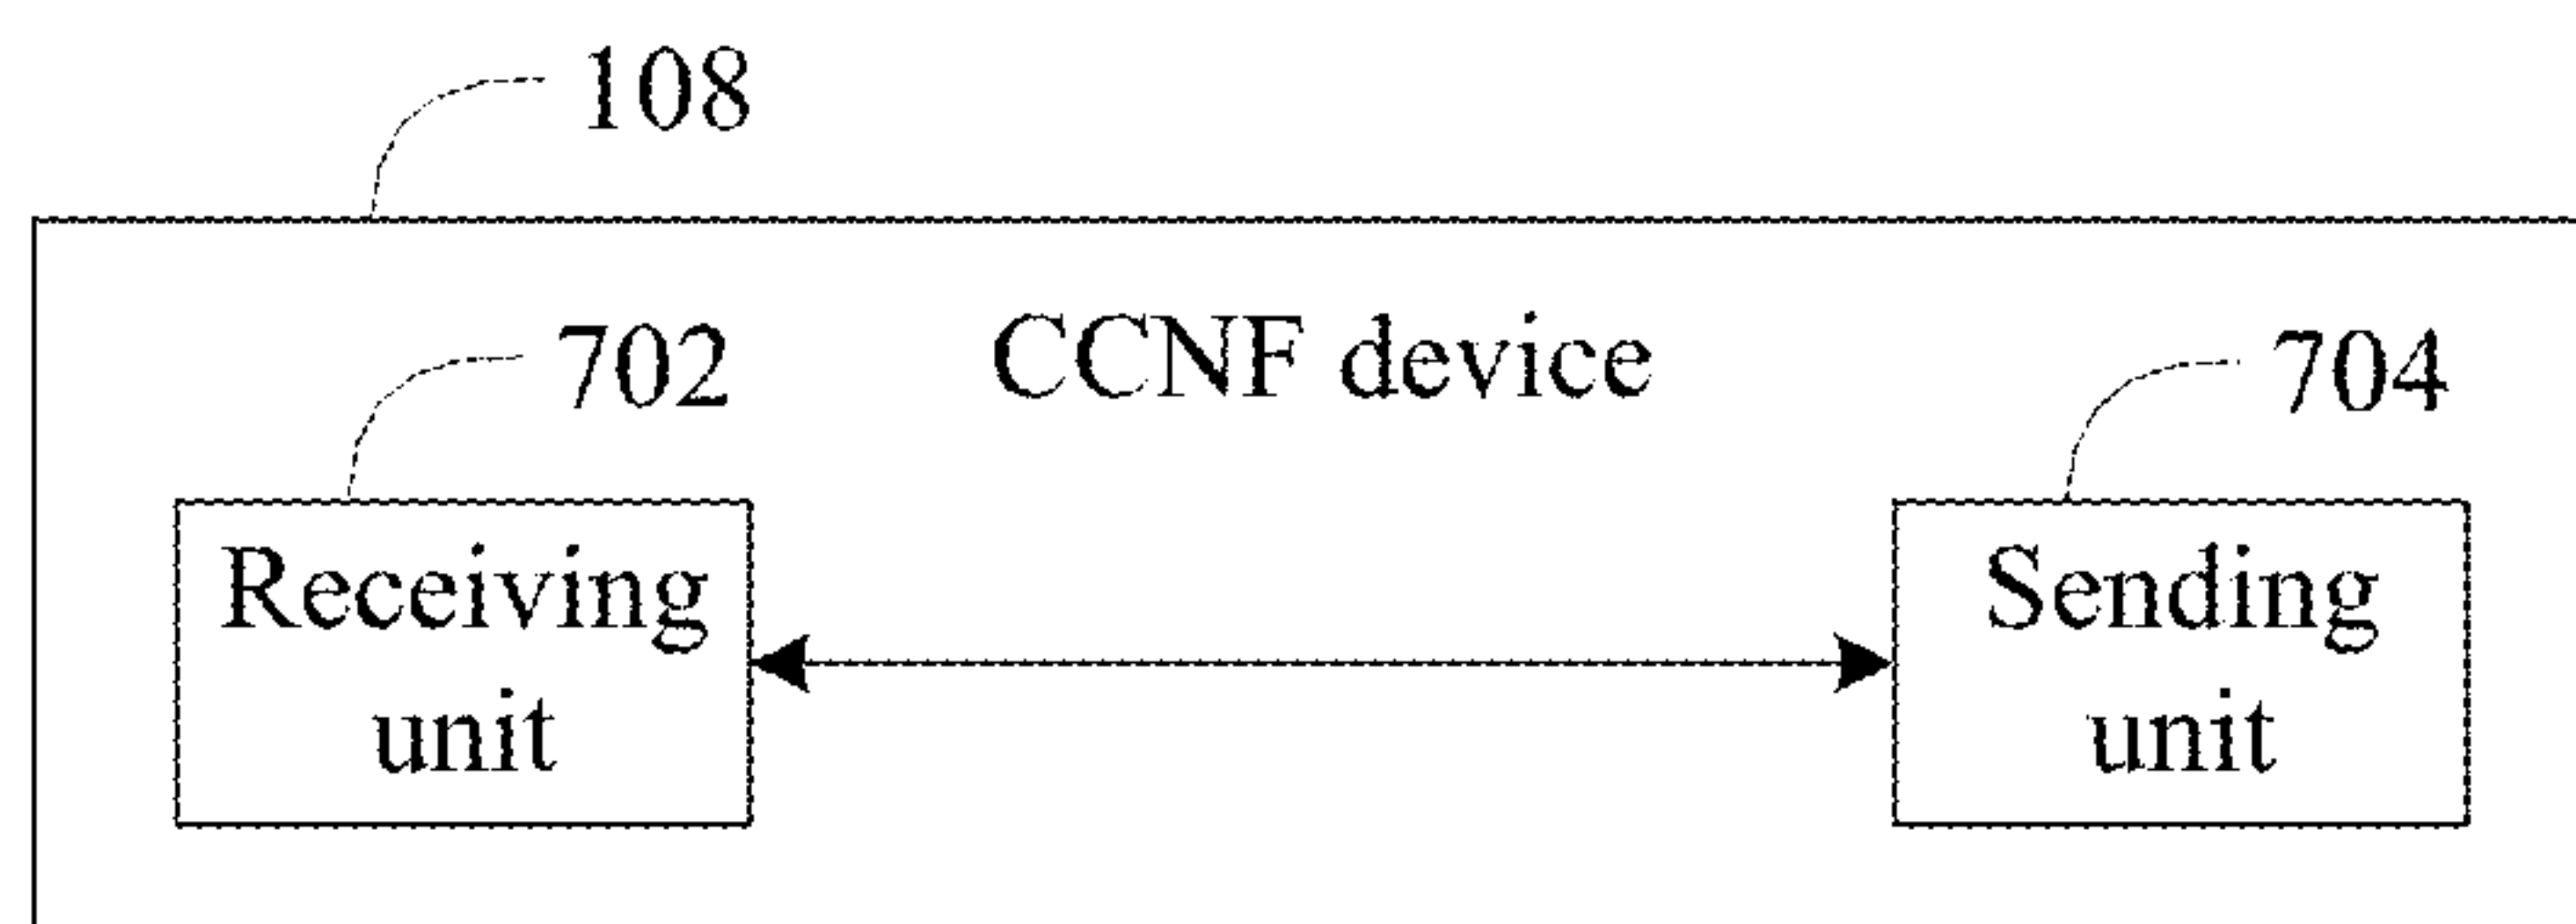 108
CCNF device
702
704
Receiving
unit
Sending
unit